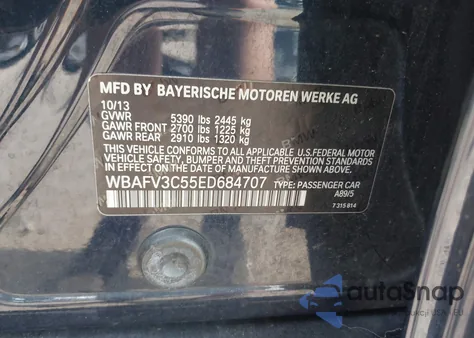 MFD BY BAYERISCHE MOTOREN WERKE AG
10/13
GVWR 5390 lbs 2445 kg
GAWR FRONT 2700 lbs 1225 kg
GAWR REAR 2910 lbs 1320 kg
THIS VEHICLE CONFORMS TO ALL APPLICABLE U.S. FEDERAL MOTOR
VEHICLE SAFETY, BUMPER, AND THEFT PREVENTION STANDARDS
IN EFFECT ON THE DATE OF MANUFACTURE SHOWN ABOVE.
WBAFV3C55ED684707 TYPE: PASSENGER CAR
A89/5
7 315 814
autoSnap